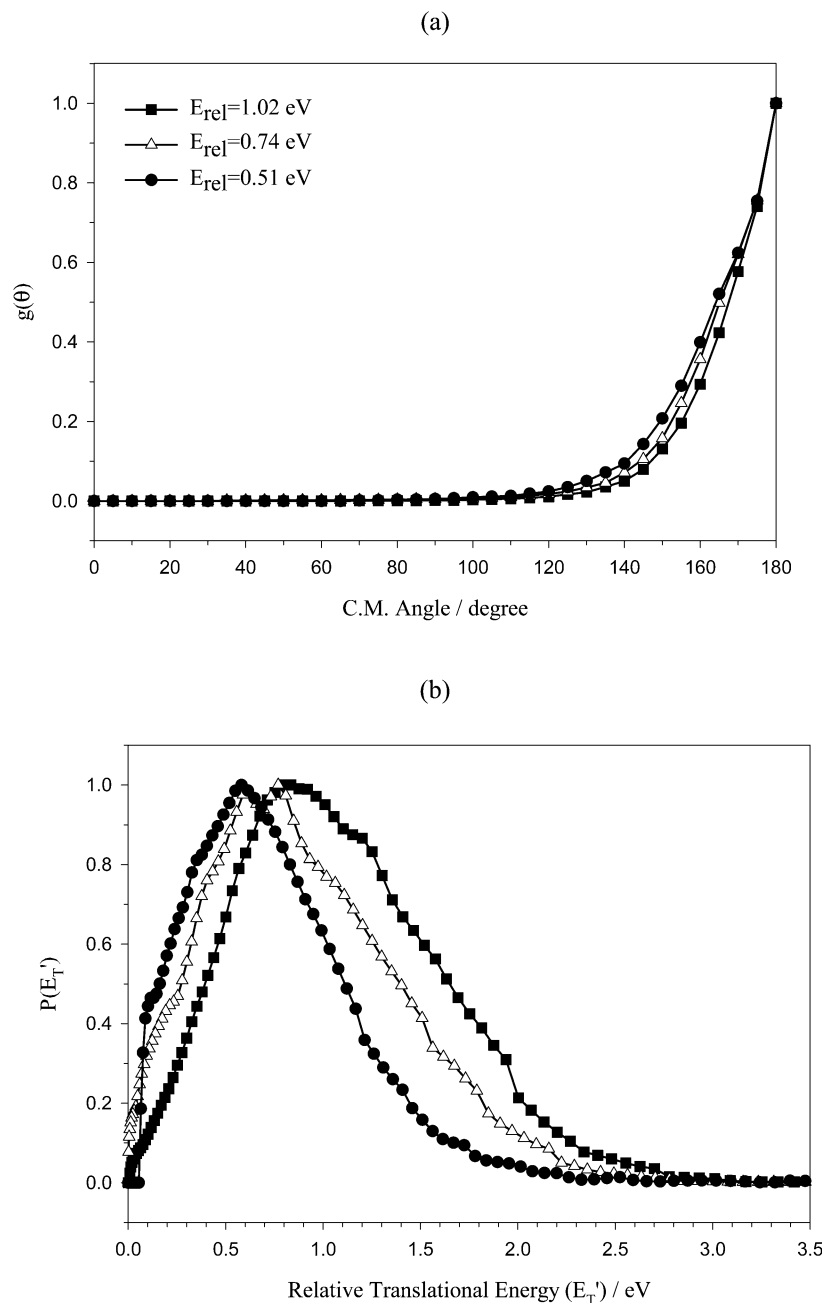 (a)
1.0
0.8
0.6
0.4
0.2
0.0
g(θ)
E_rel=1.02 eV
E_rel=0.74 eV
E_rel=0.51 eV
0 20 40 60 80 100 120 140 160 180
C.M. Angle / degree
(b)
1.0
0.8
0.6
0.4
0.2
0.0
P(E_T')
0.0 0.5 1.0 1.5 2.0 2.5 3.0 3.5
Relative Translational Energy (E_T') / eV